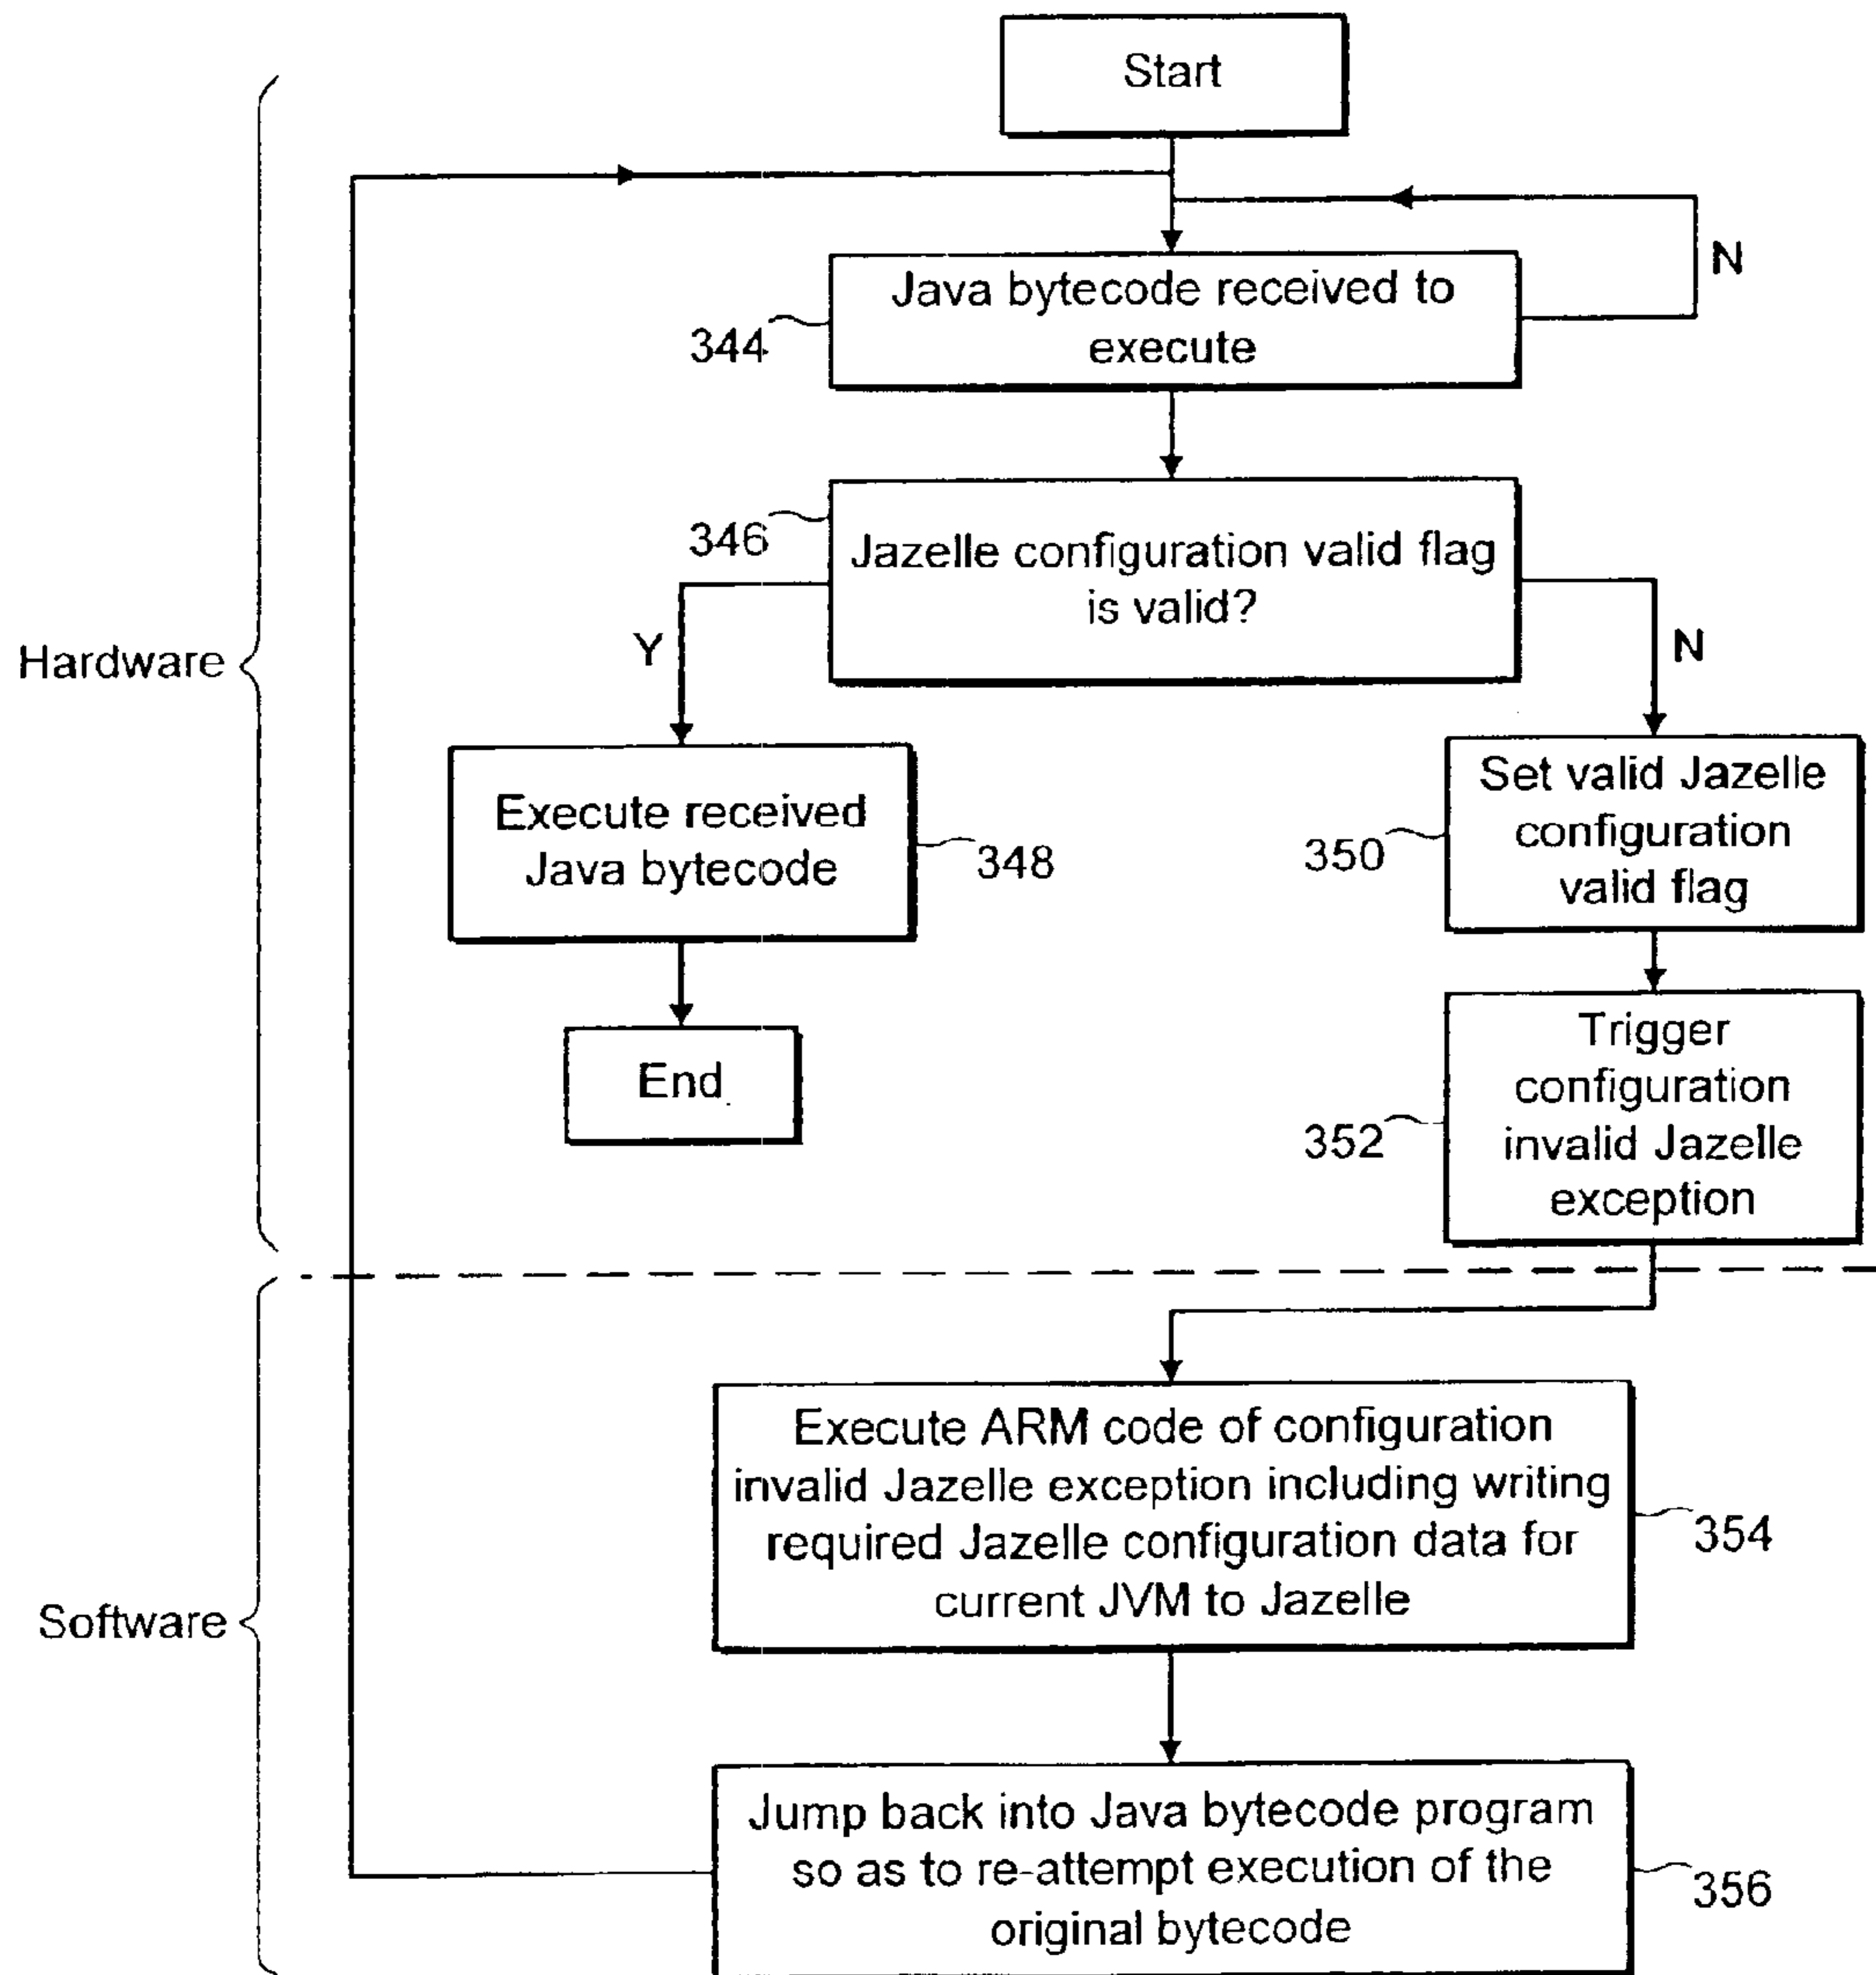 Start
N
Java bytecode received to
execute
344
346
Jazelle configuration valid flag
is valid?
Y
N
Hardware
Execute received
Java bytecode
348
Set valid Jazelle
configuration
valid flag
350
End
Trigger
configuration
invalid Jazelle
exception
352
Execute ARM code of configuration
invalid Jazelle exception including writing
required Jazelle configuration data for
current JVM to Jazelle
354
Software
Jump back into Java bytecode program
so as to re-attempt execution of the
original bytecode
356